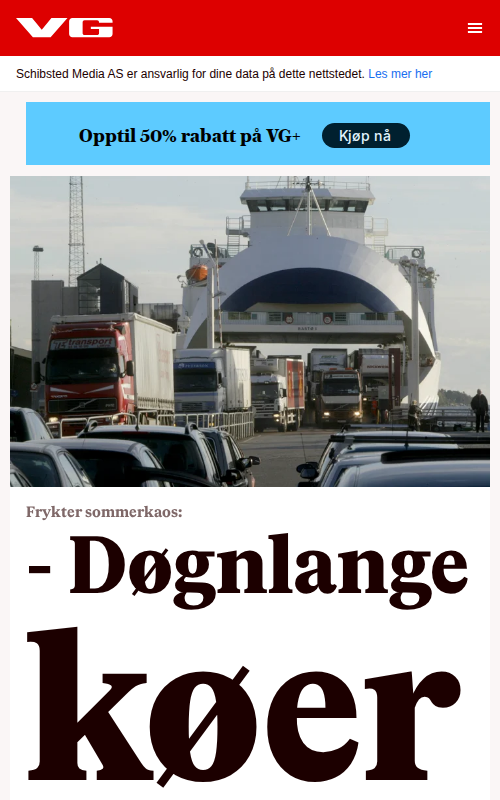 VG
Schibsted Media AS er ansvarlig for dine data på dette nettstedet. Les mer her
Opptil 50% rabatt på VG+
Kjøp nå
Frykter sommerkaos:
- Døgnlange
køer